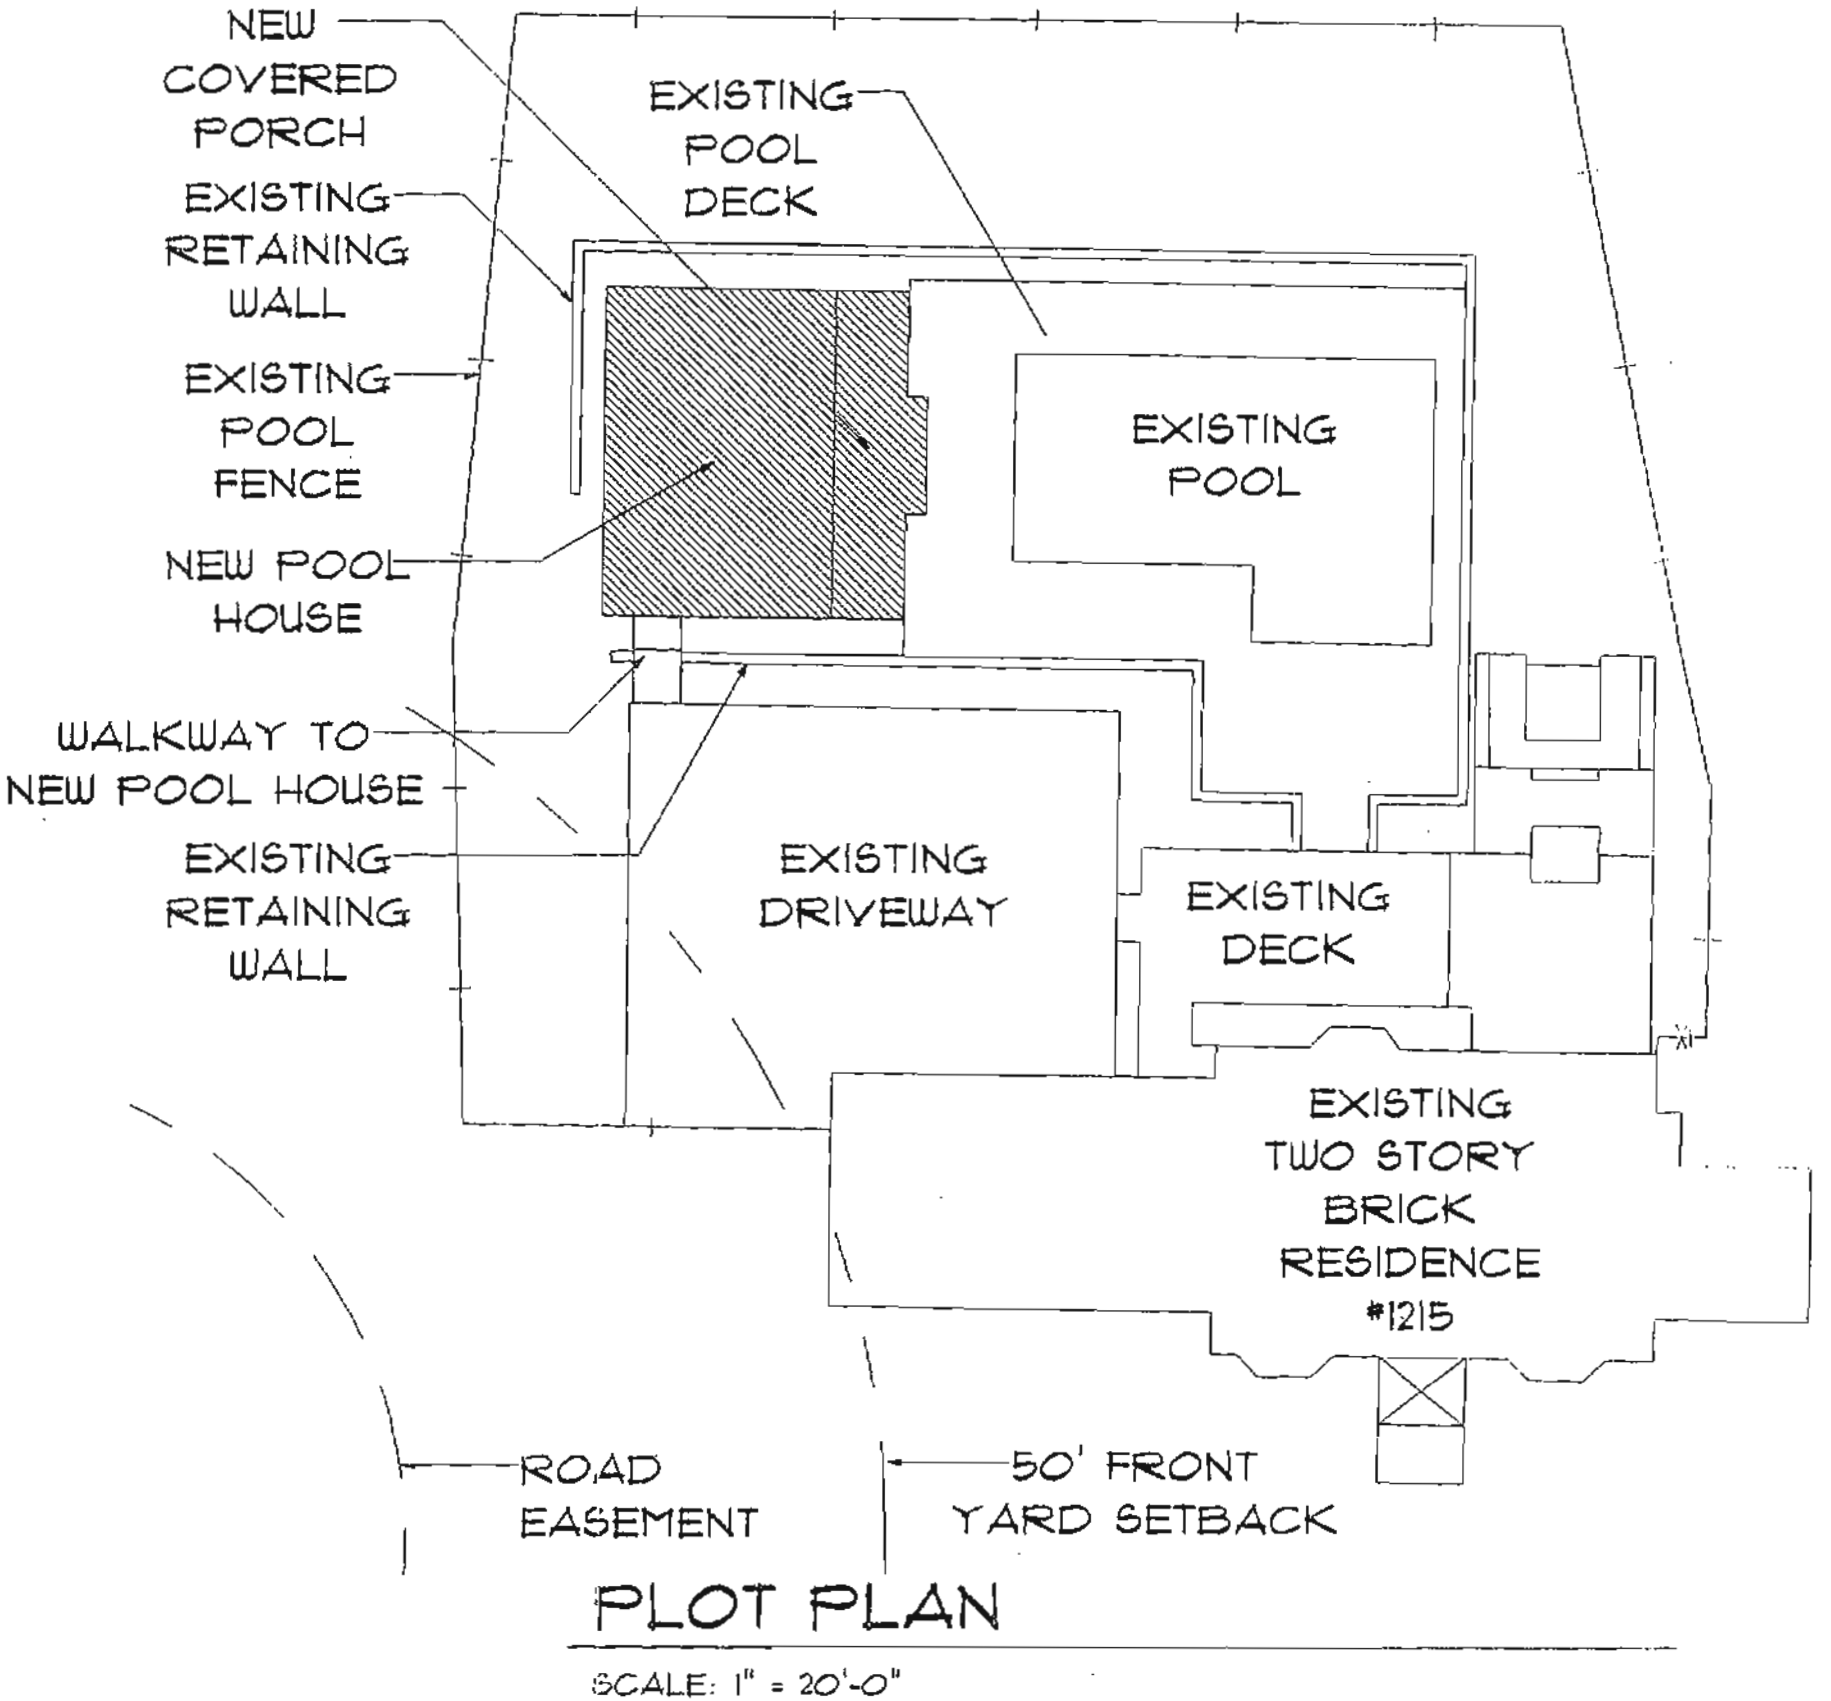 NEW
COVERED
PORCH
EXISTING
POOL
DECK
EXISTING
RETAINING
WALL
EXISTING
POOL
FENCE
EXISTING
POOL
NEW POOL
HOUSE
WALKWAY TO
NEW POOL HOUSE
EXISTING
RETAINING
WALL
EXISTING
DRIVEWAY
EXISTING
DECK
EXISTING
TWO STORY
BRICK
RESIDENCE
#1215
ROAD
EASEMENT
50' FRONT
YARD SETBACK
PLOT PLAN
SCALE: 1" = 20'-0"